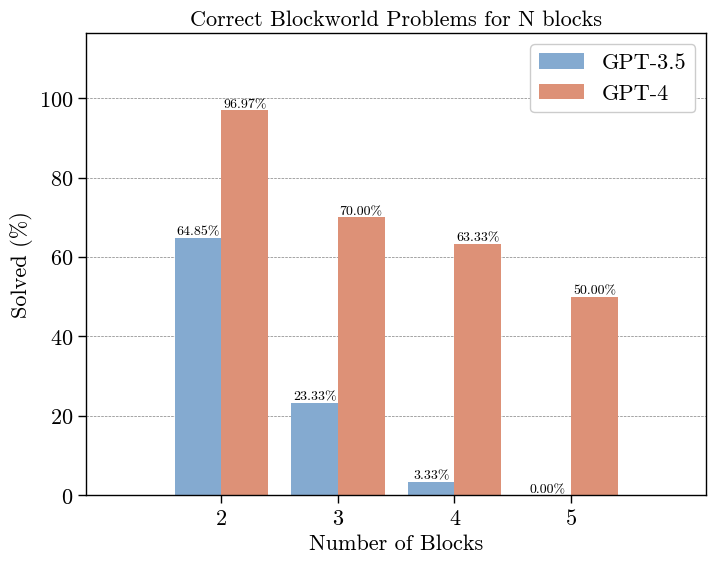 Correct Blockworld Problems for N blocks
GPT-3.5
GPT-4
Solved (%)
100
80
60
40
20
0
96.97%
64.85%
70.00%
23.33%
63.33%
3.33%
50.00%
0.00%
2 3 4 5
Number of Blocks